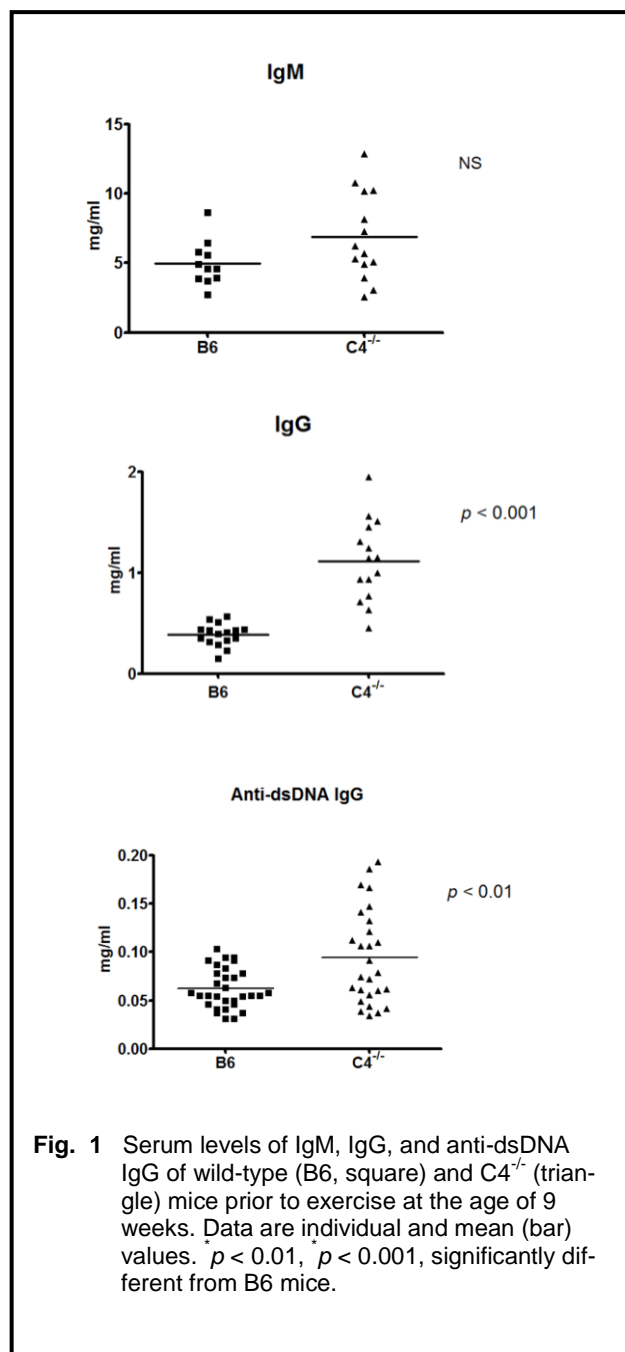 IgM
15
10
5
0
mg/ml
NS
B6 C4-/-
IgG
2
1
0
mg/ml
p < 0.001
B6 C4-/-
Anti-dsDNA IgG
0.20
0.15
0.10
0.05
0.00
mg/ml
p < 0.01
B6 C4-/-
Fig. 1 Serum levels of IgM, IgG, and anti-dsDNA
IgG of wild-type (B6, square) and C4-/- (trian-
gle) mice prior to exercise at the age of 9
weeks. Data are individual and mean (bar)
values. *p < 0.01, *p < 0.001, significantly dif-
ferent from B6 mice.